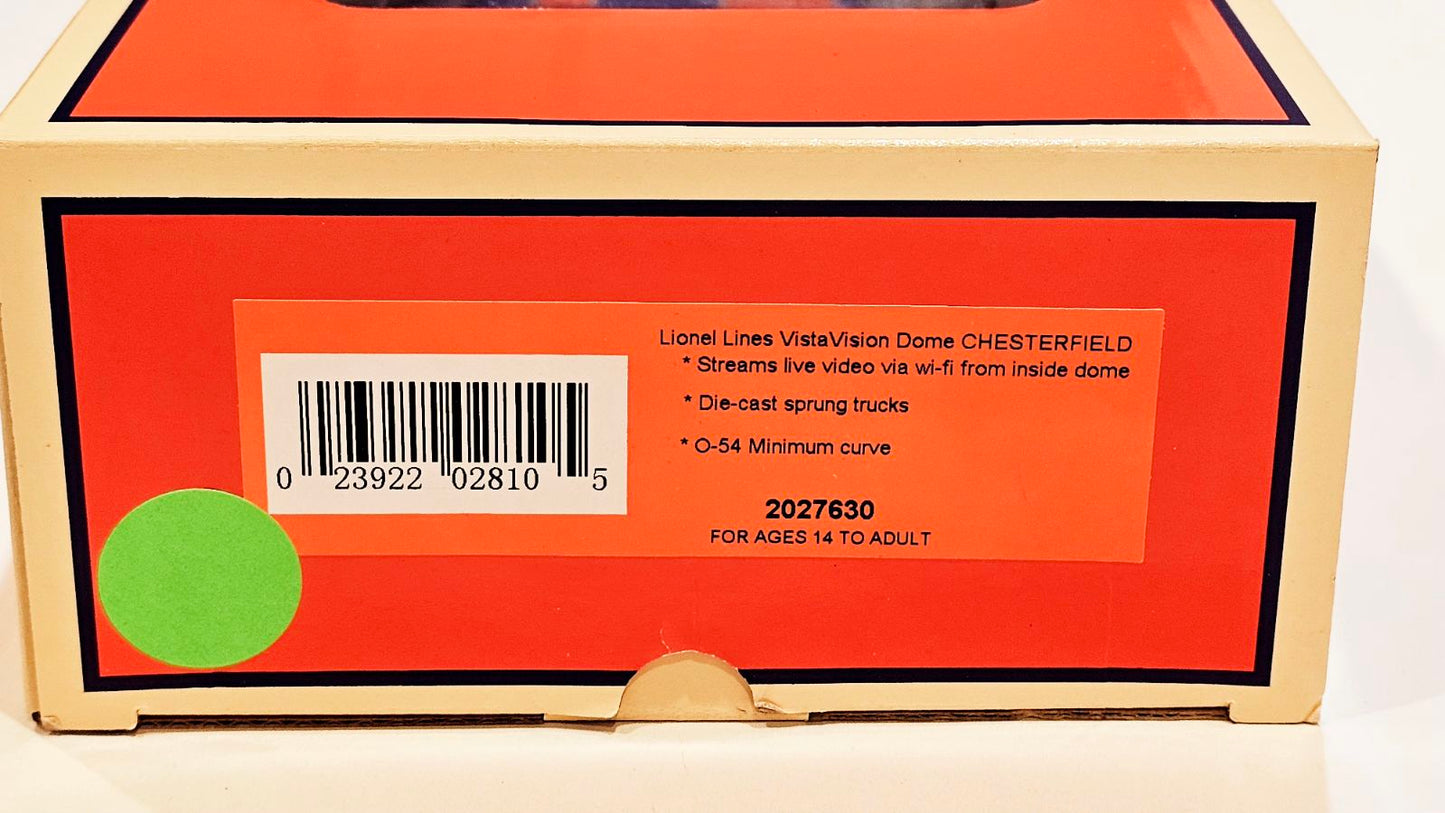 Lionel Lines VistaVision Dome CHESTERFIELD
* Streams live video via wi-fi from inside dome
* Die-cast sprung trucks
* O-54 Minimum curve
2027630
FOR AGES 14 TO ADULT
0 23922 02810 5